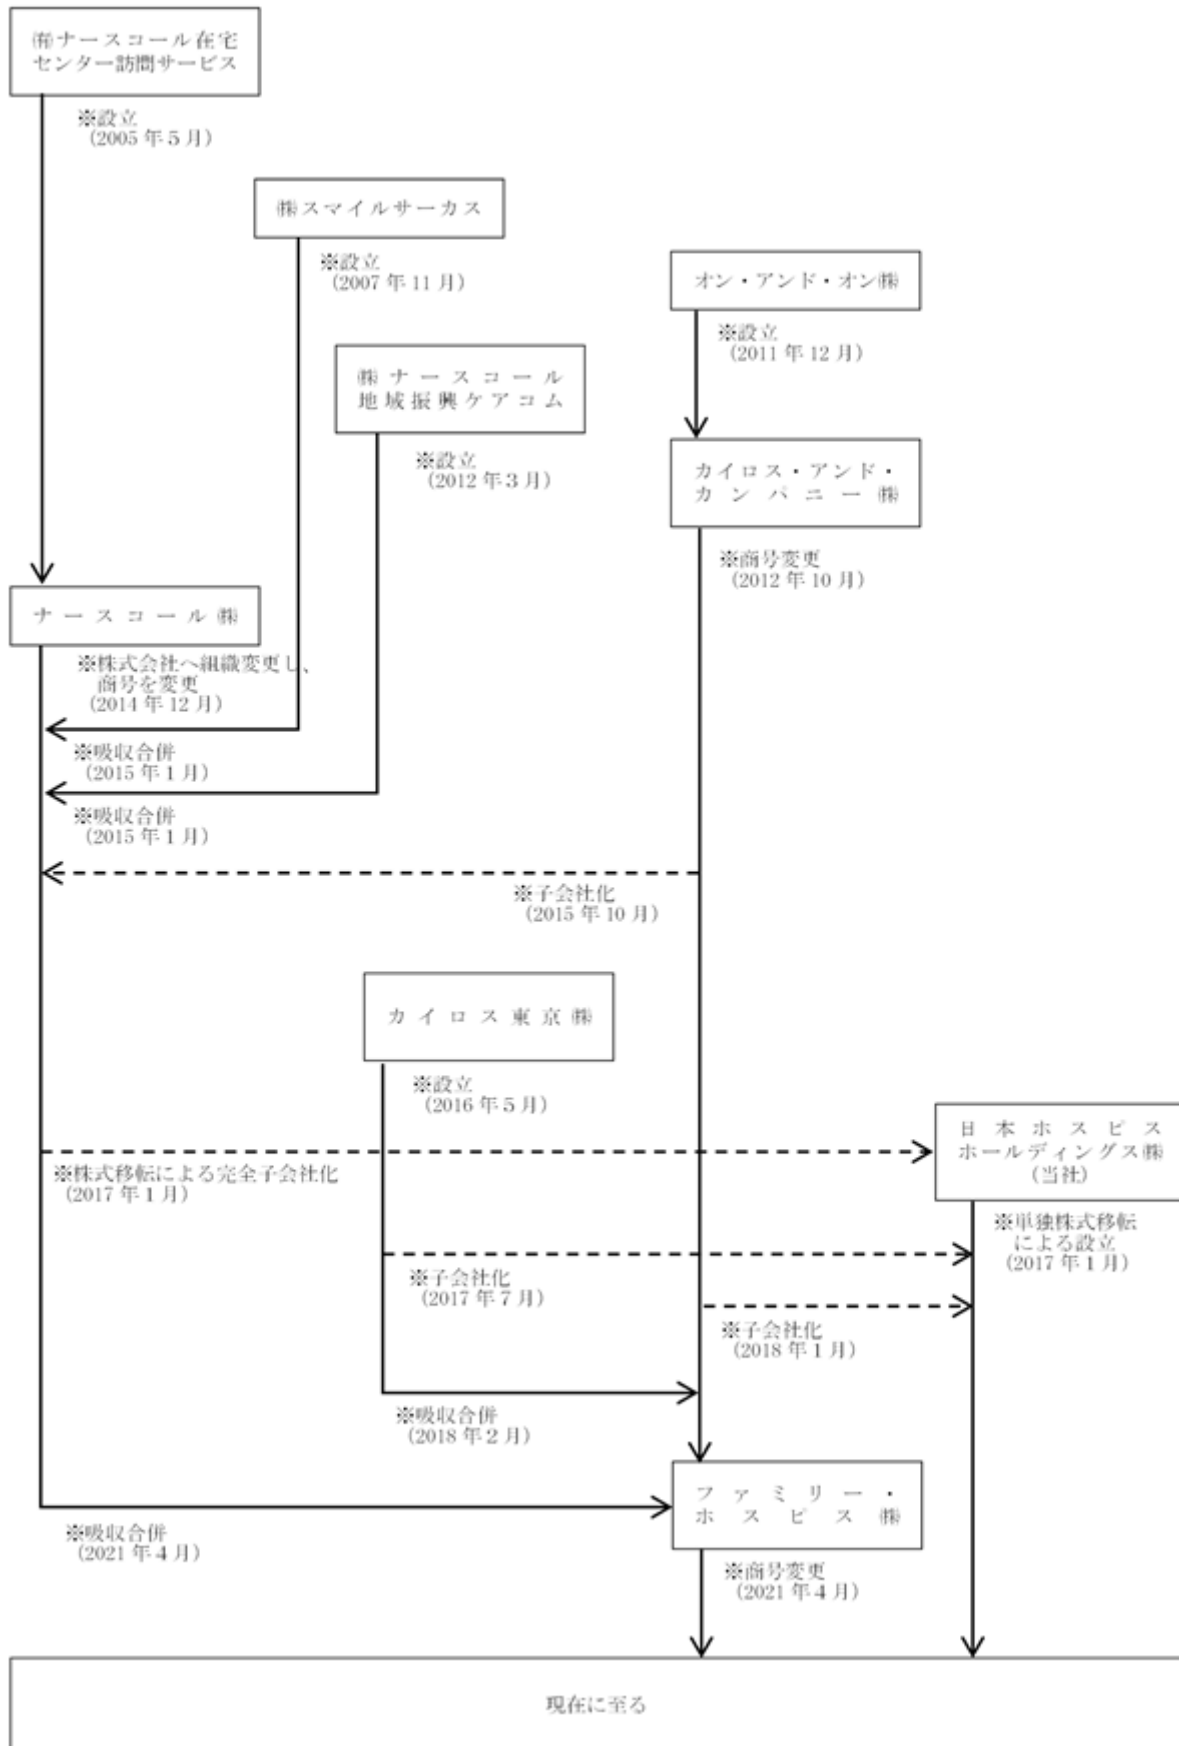 ㈲ナースコール在宅
センター訪問サービス
※設立
(2005年5月)
㈱スマイルサーカス
※設立
(2007年11月)
オン・アンド・オン㈱
※設立
(2011年12月)
㈱ナースコール
地域振興ケアコム
※設立
(2012年3月)
カイロス・アンド・
カンパニー㈱
※商号変更
(2012年10月)
ナースコール㈱
※株式会社へ組織変更し、
商号を変更
(2014年12月)
※吸収合併
(2015年1月)
※吸収合併
(2015年1月)
※子会社化
(2015年10月)
カイロス東京㈱
※設立
(2016年5月)
日本ホスピス
ホールディングス㈱
(当社)
※株式移転による完全子会社化
(2017年1月)
※単独株式移転
による設立
(2017年1月)
※子会社化
(2017年7月)
※子会社化
(2018年1月)
※吸収合併
(2018年2月)
ファミリー・
ホスピス㈱
※吸収合併
(2021年4月)
※商号変更
(2021年4月)
現在に至る